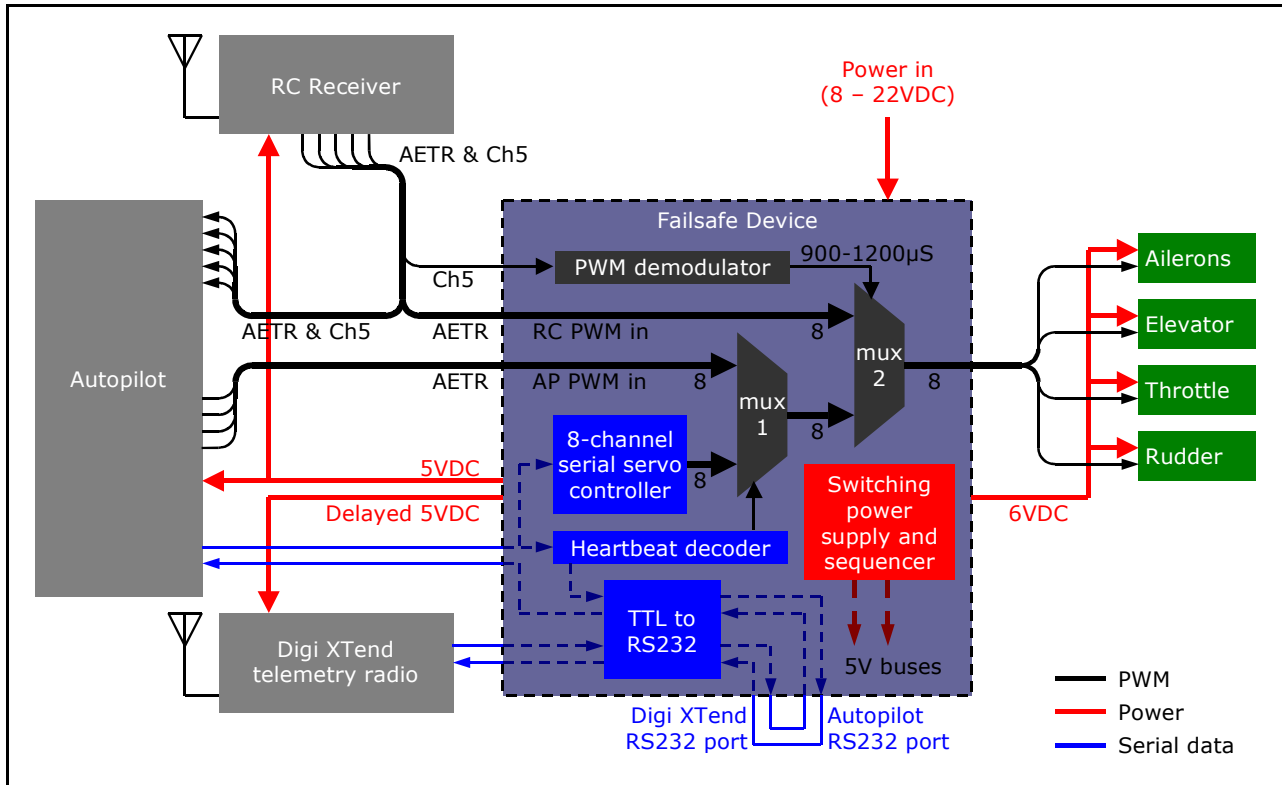 RC Receiver
Power in
(8 – 22VDC)
AETR & Ch5
Failsafe Device
900-1200µS
PWM demodulator
Ch5
Ailerons
AETR & Ch5
AETR
RC PWM in
8
mux
2
Elevator
Autopilot
AETR
AP PWM in
8
mux
1
8
8
Throttle
8-channel
serial servo
controller
8
Rudder
5VDC
Delayed 5VDC
Switching
power
supply and
sequencer
6VDC
Heartbeat decoder
TTL to
RS232
Digi XTend
telemetry radio
5V buses
PWM
Power
Serial data
Digi XTend
RS232 port
Autopilot
RS232 port